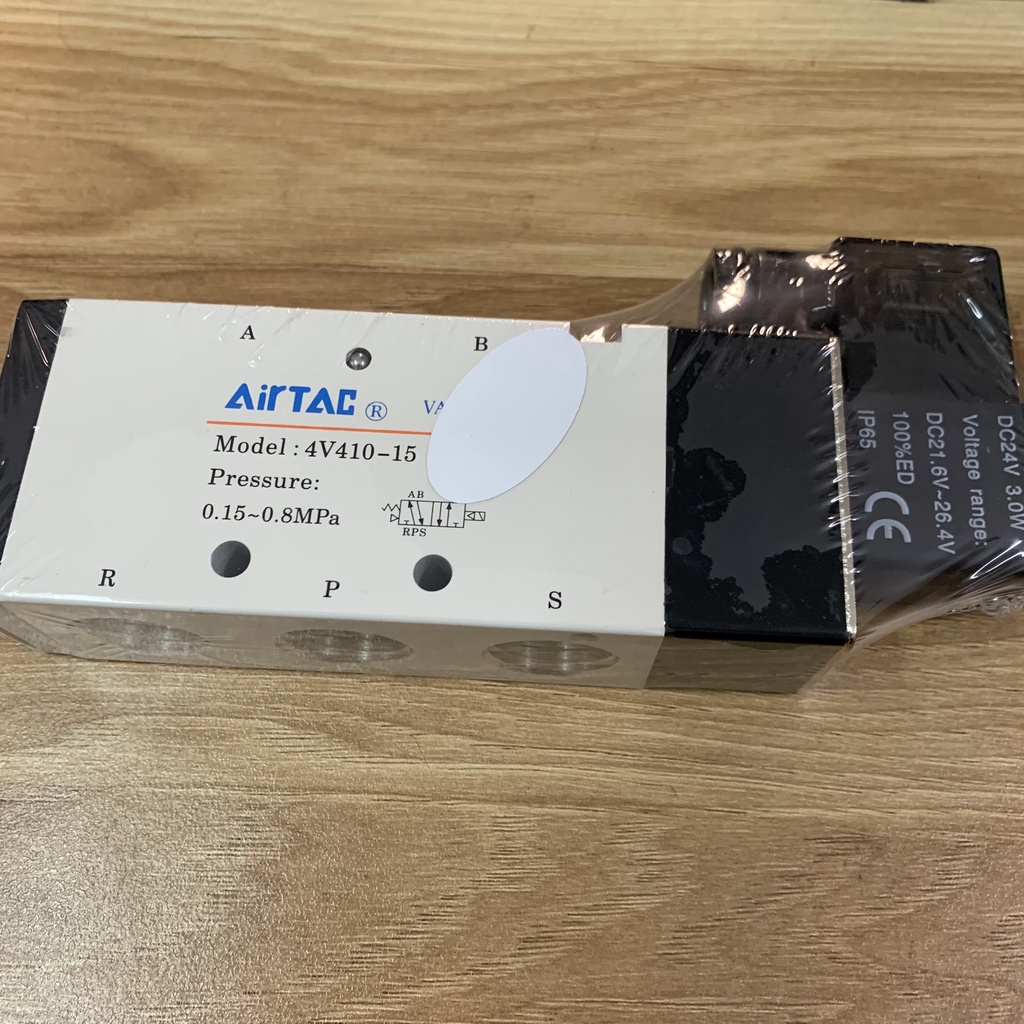 A
B
AirTAC ® VA
Model : 4V410-15
Pressure:
0.15~0.8MPa
AB
RPS
R
P
S
DC24V 3.0W
Voltage range:
DC21.6V~26.4V
100%ED
IP65
CE